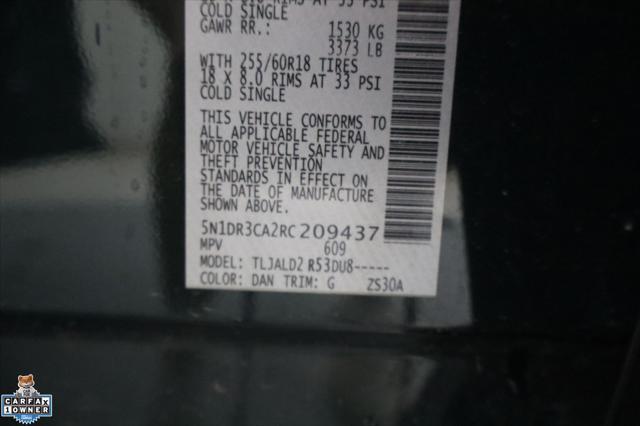 COLD SINGLE
GAWR RR.: 1530 KG
3373 LB
WITH 255/60R18 TIRES
18 X 8.0 RIMS AT 33 PSI
COLD SINGLE
THIS VEHICLE CONFORMS TO
ALL APPLICABLE FEDERAL
MOTOR VEHICLE SAFETY AND
THEFT PREVENTION
STANDARDS IN EFFECT ON
THE DATE OF MANUFACTURE
SHOWN ABOVE.
5N1DR3CA2RC209437
MPV 609
MODEL: TLJALD2 R53DU8-----
COLOR: DAN TRIM: G ZS30A
CARFAX
1 OWNER